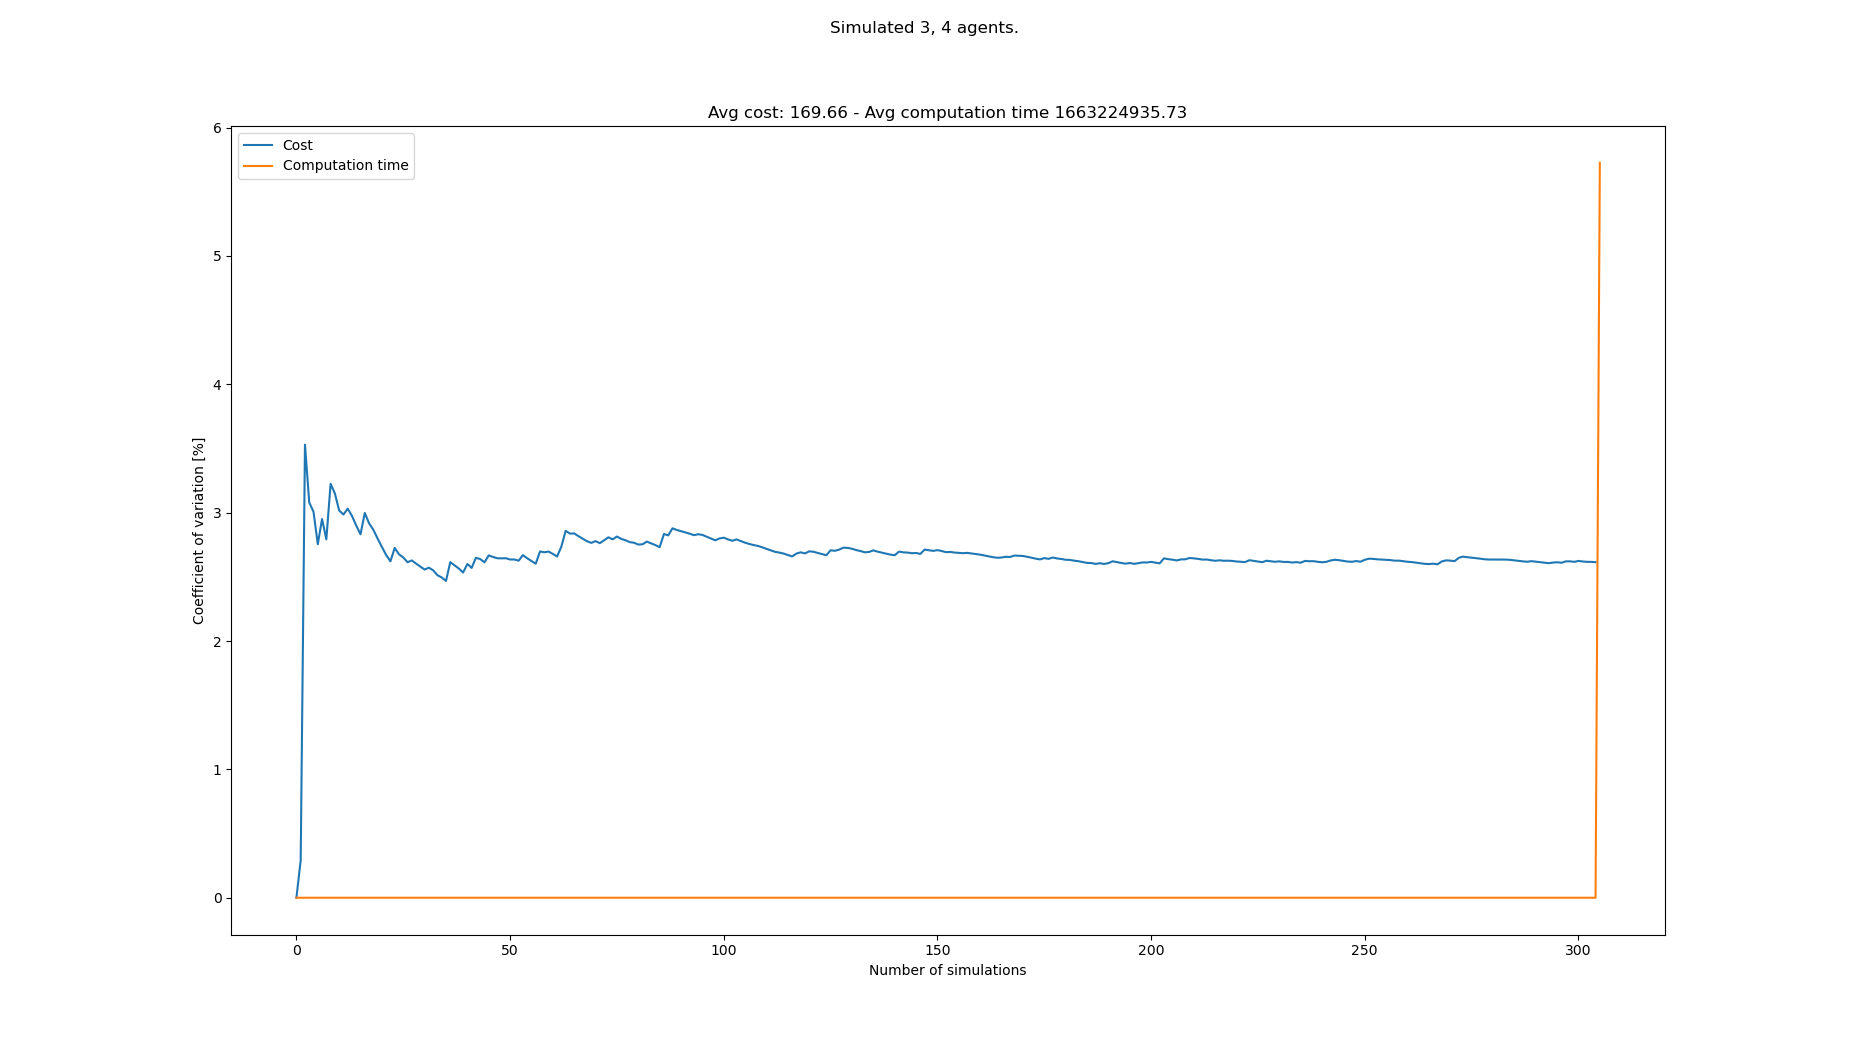 Simulated 3, 4 agents.
Avg cost: 169.66 - Avg computation time 1663224935.73
Cost
Computation time
6
5
4
3
2
1
0
Coefficient of variation [%]
0 50 100 150 200 250 300
Number of simulations